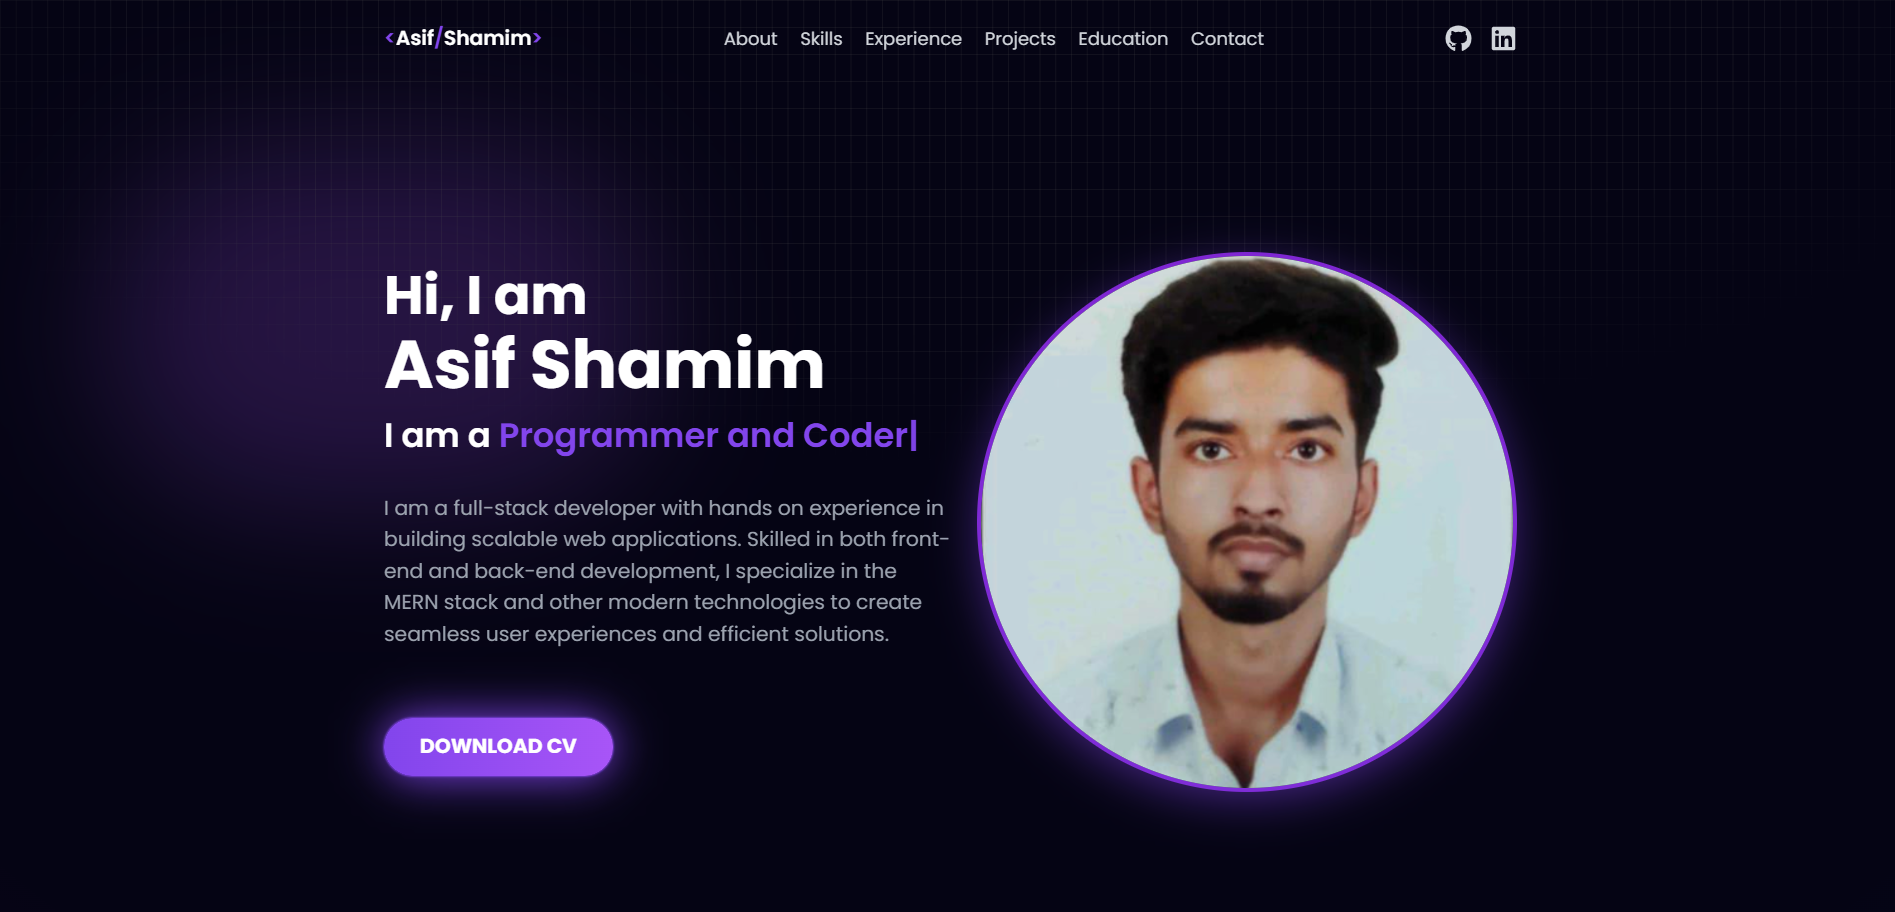 <Asif/Shamim>
About Skills Experience Projects Education Contact
Hi, I am
Asif Shamim
I am a Programmer and Coder|
I am a full-stack developer with hands on experience in
building scalable web applications. Skilled in both front-
end and back-end development, I specialize in the
MERN stack and other modern technologies to create
seamless user experiences and efficient solutions.
DOWNLOAD CV